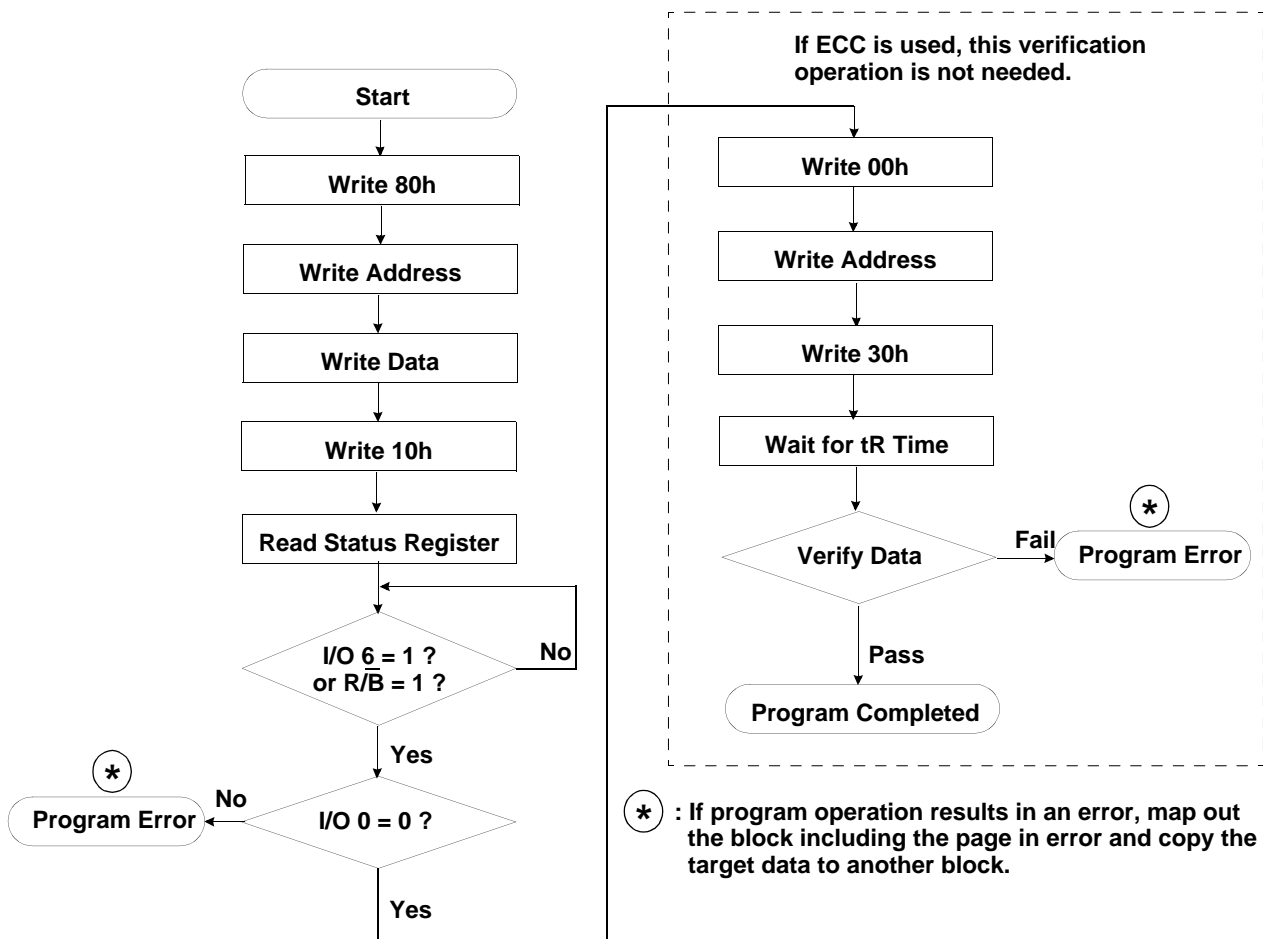 Start
Write 80h
Write Address
Write Data
Write 10h
Read Status Register
I/O 6 = 1 ?
or R/B̅ = 1 ?
No
Yes
*
No
Program Error
I/O 0 = 0 ?
Yes
If ECC is used, this verification
operation is not needed.
Write 00h
Write Address
Write 30h
Wait for tR Time
*
Verify Data
Fail
Program Error
Pass
Program Completed
* : If program operation results in an error, map out
the block including the page in error and copy the
target data to another block.